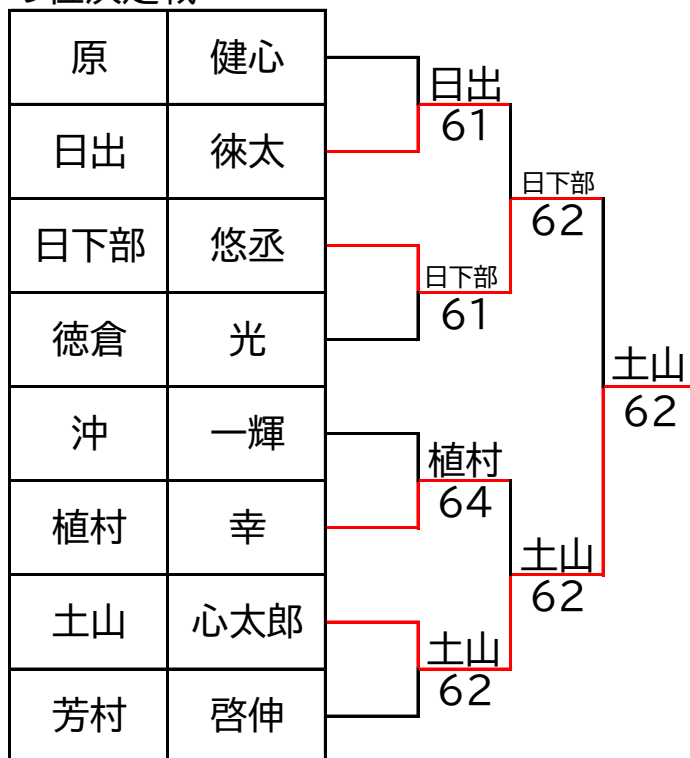 原 健心
日出 徠太
日下部 悠丞
徳倉 光
沖 一輝
植村 幸
土山 心太郎
芳村 啓伸
日出
61
日下部
61
植村
64
土山
62
日下部
62
土山
62
土山
62